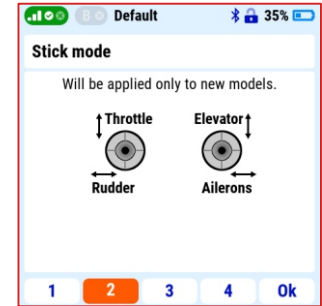 B Default 35%
Stick mode
Will be applied only to new models.
Throttle Elevator
Rudder Ailerons
1 2 3 4 Ok